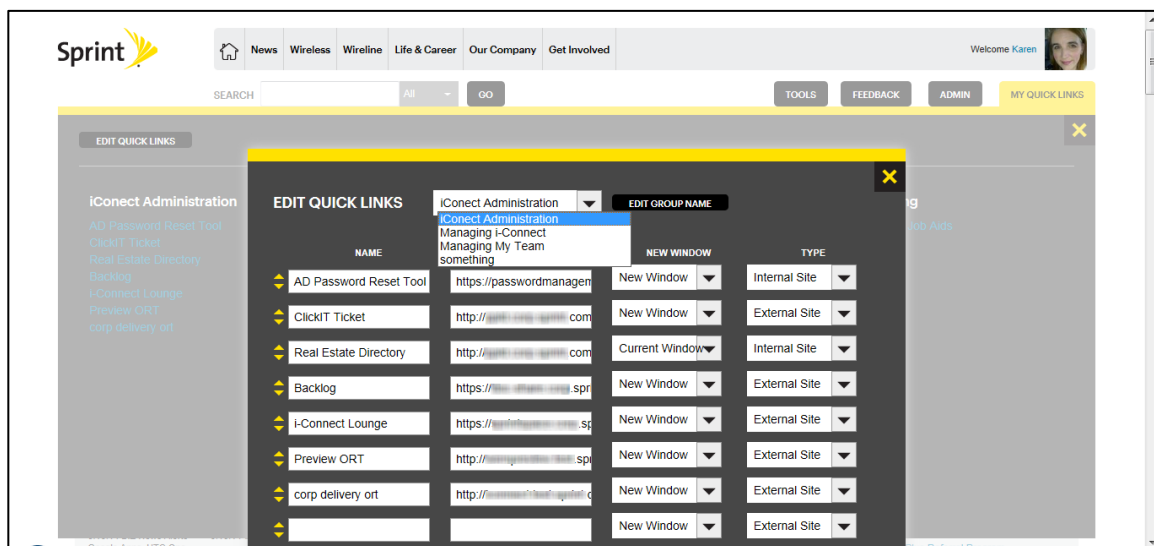 Sprint
News Wireless Wireline Life & Career Our Company Get Involved
Welcome Karen
SEARCH All GO TOOLS FEEDBACK ADMIN MY QUICK LINKS
EDIT QUICK LINKS
iConect Administration
AD Password Reset Tool
ClickIT Ticket
Real Estate Directory
Backlog
i-Connect Lounge
Preview ORT
corp delivery ort
Job Aids
EDIT QUICK LINKS iConect Administration EDIT GROUP NAME
iConect Administration
Managing i-Connect
Managing My Team
something
NAME NEW WINDOW TYPE
AD Password Reset Tool https://passwordmanagem New Window Internal Site
ClickIT Ticket http:// com New Window External Site
Real Estate Directory http:// com Current Window Internal Site
Backlog https:// .spri New Window External Site
i-Connect Lounge https:// .sp New Window External Site
Preview ORT http:// .spi New Window External Site
corp delivery ort http:// New Window External Site
New Window External Site